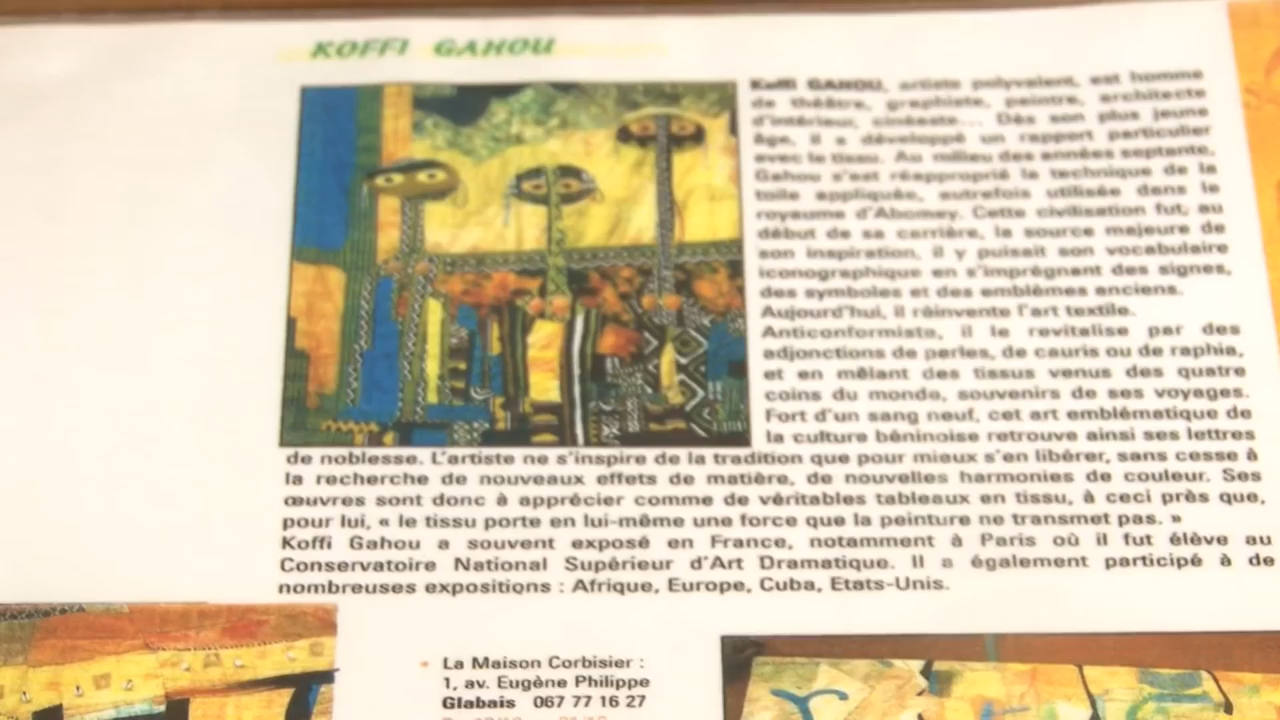 KOFFI GAHOU
Koffi GAHOU, artiste polyvalent, est homme
de théâtre, graphiste, peintre, architecte
d'intérieur, cinéaste... Dès son plus jeune
âge, il a développé un rapport particulier
avec le tissu. Au milieu des années septante,
Gahou s'est réapproprié la technique de la
toile appliquée, autrefois utilisée dans le
royaume d'Abomey. Cette civilisation fut, au
début de sa carrière, la source majeure de
son inspiration, il y puisait son vocabulaire
iconographique en s'imprégnant des signes,
des symboles et des emblèmes anciens.
Aujourd'hui, il réinvente l'art textile.
Anticonformiste, il le revitalise par des
adjonctions de perles, de cauris ou de raphia,
et en mêlant des tissus venus des quatre
coins du monde, souvenirs de ses voyages.
Fort d'un sang neuf, cet art emblématique de
la culture béninoise retrouve ainsi ses lettres
de noblesse. L'artiste ne s'inspire de la tradition que pour mieux s'en libérer, sans cesse à
la recherche de nouveaux effets de matière, de nouvelles harmonies de couleur. Ses
œuvres sont donc à apprécier comme de véritables tableaux en tissu, à ceci près que,
pour lui, « le tissu porte en lui-même une force que la peinture ne transmet pas. »
Koffi Gahou a souvent exposé en France, notamment à Paris où il fut élève au
Conservatoire National Supérieur d'Art Dramatique. Il a également participé à de
nombreuses expositions : Afrique, Europe, Cuba, Etats-Unis.
• La Maison Corbisier :
1, av. Eugène Philippe
Glabais 067 77 16 27